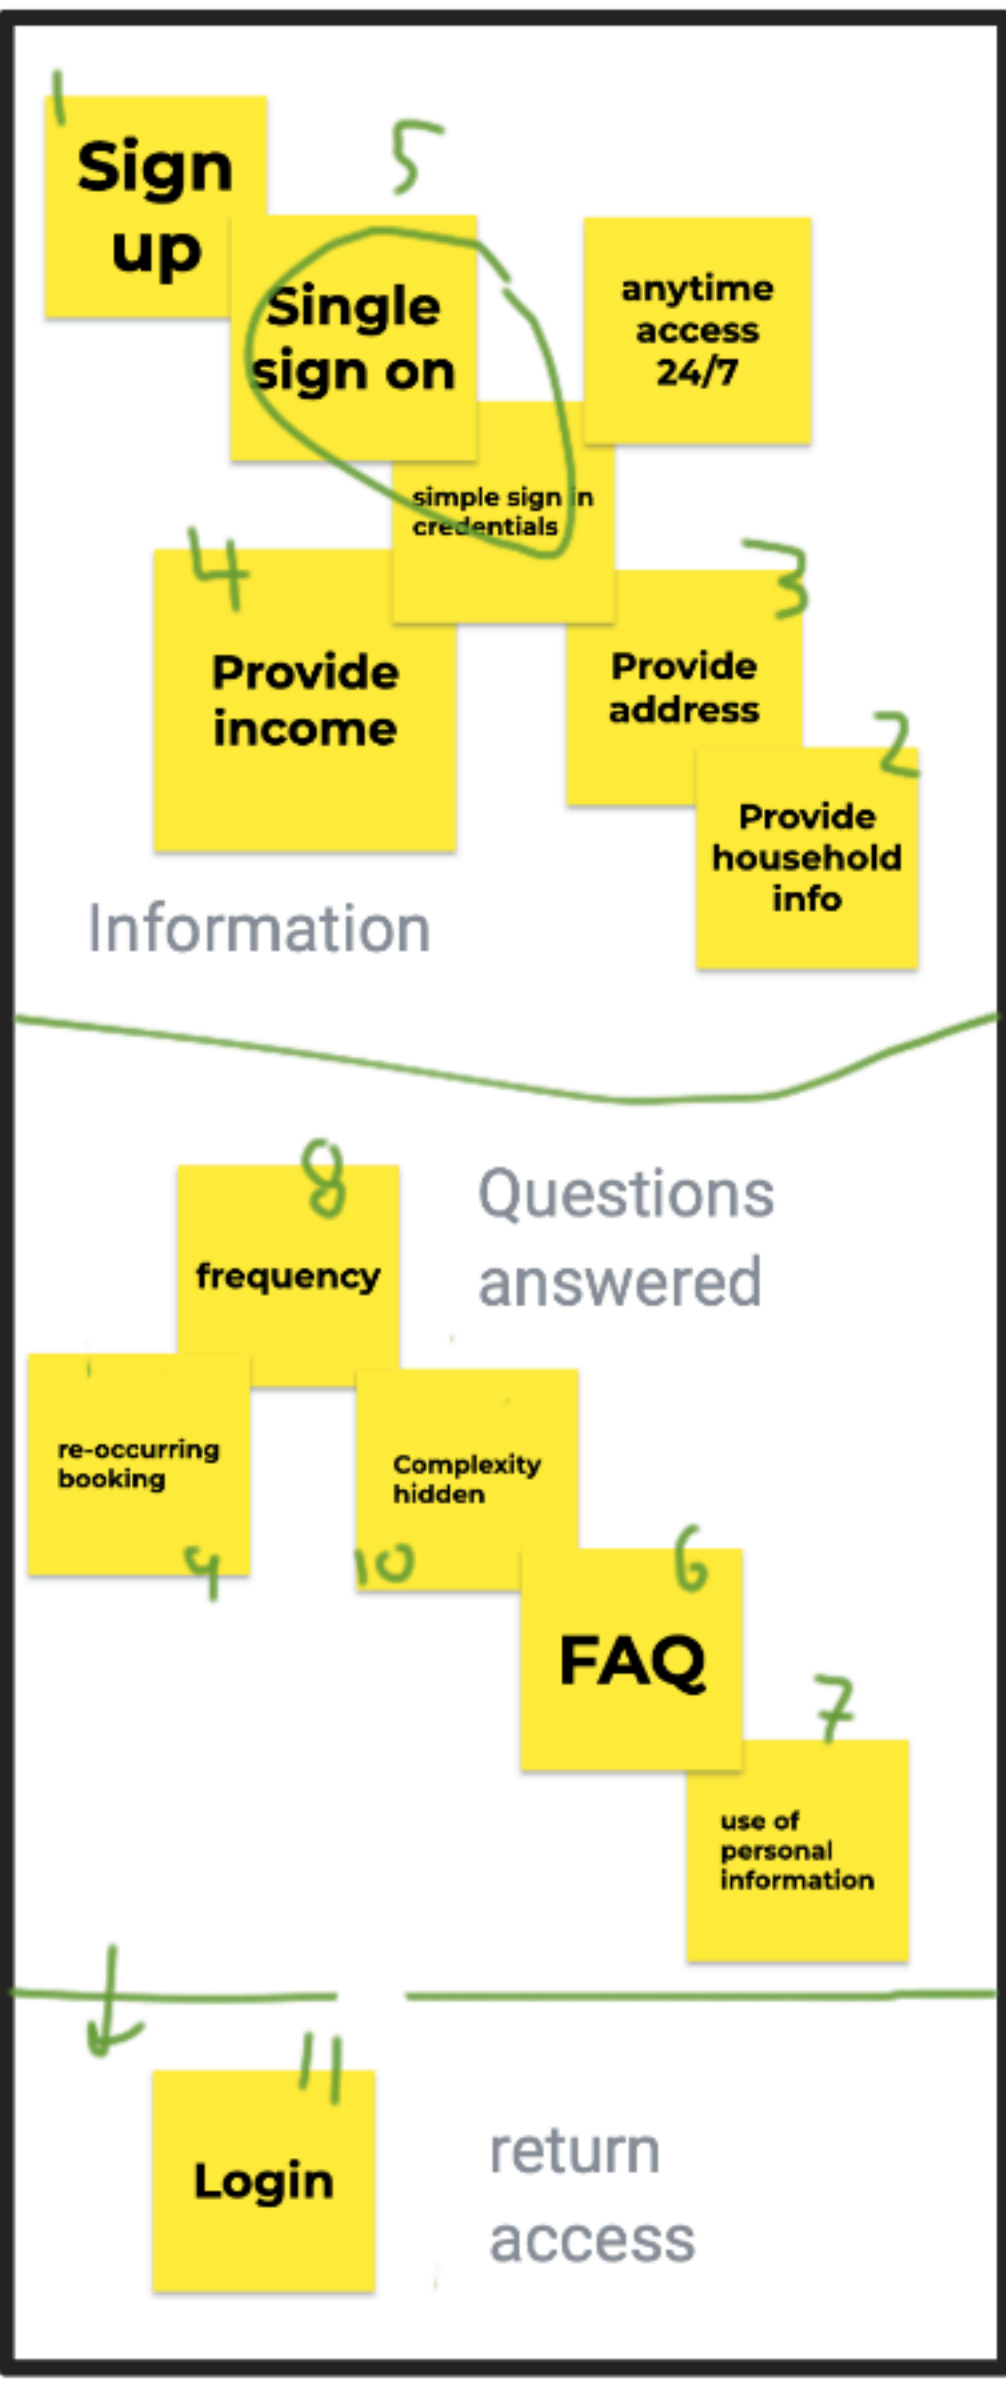 1
Sign
up
5
Single
sign on
anytime
access
24/7
simple sign in
credentials
4
Provide
income
3
Provide
address
2
Provide
household
info
Information
8
frequency
Questions
answered
re-occurring
booking
9
Complexity
hidden
10
6
FAQ
7
use of
personal
information
11
Login
return
access